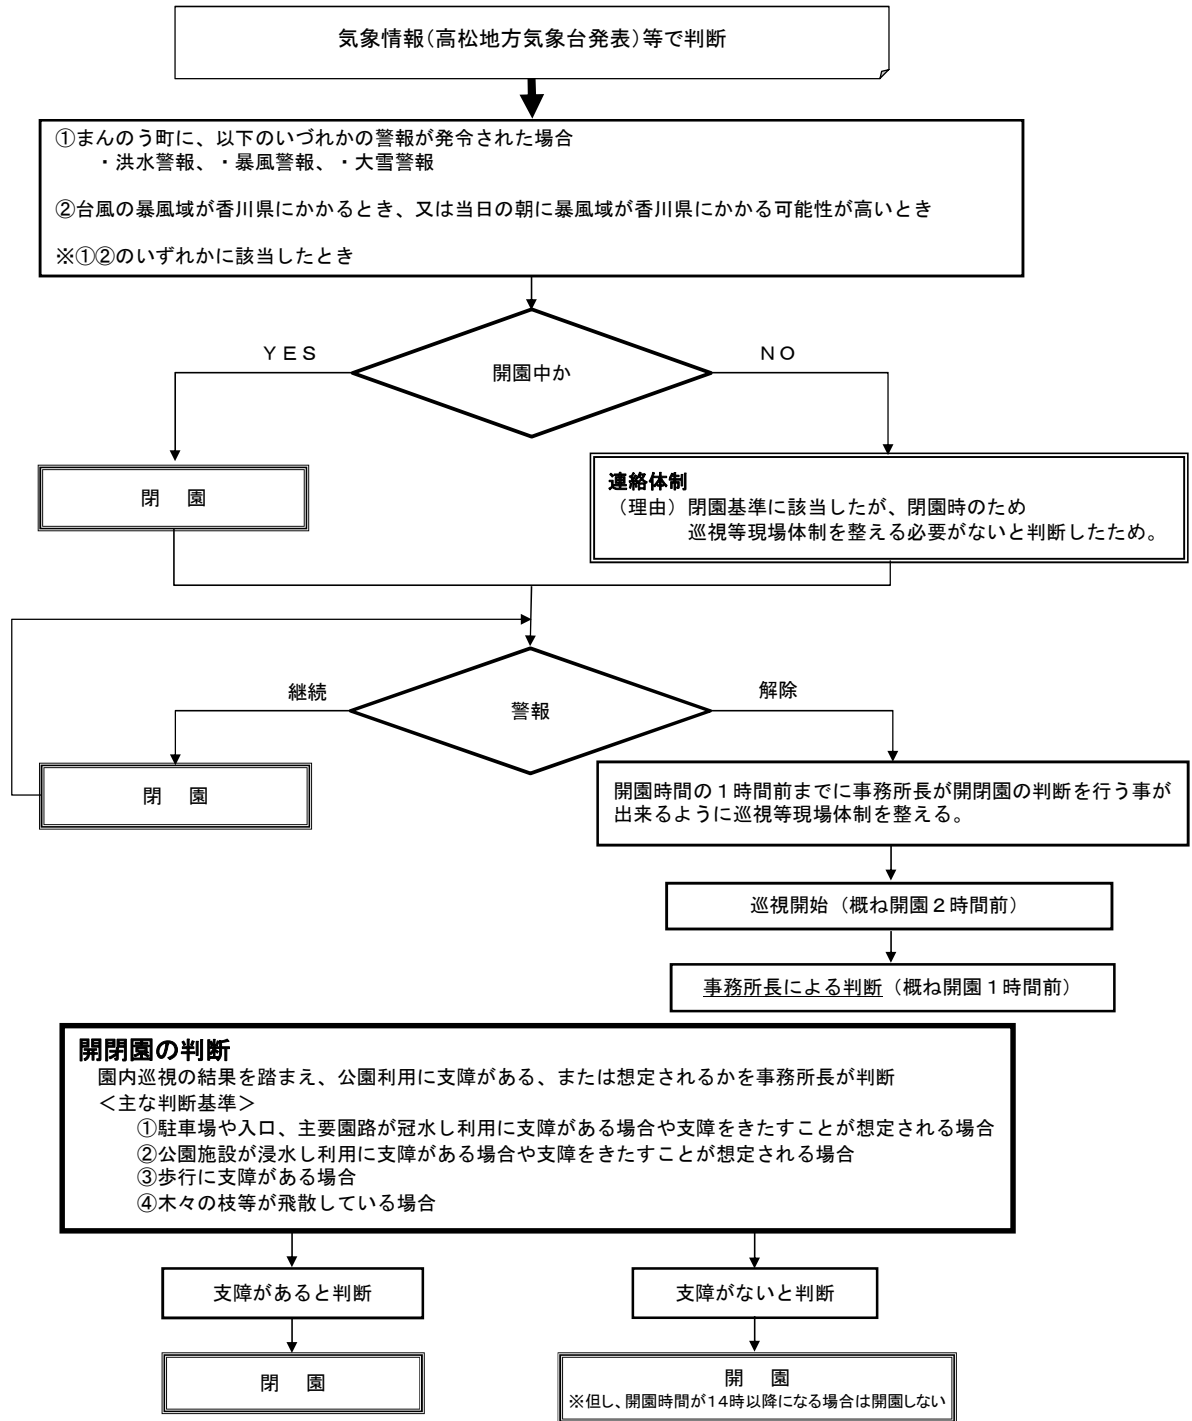 気象情報(高松地方気象台発表)等で判断
①まんのう町に、以下のいづれかの警報が発令された場合
・洪水警報、・暴風警報、・大雪警報
②台風の暴風域が香川県にかかるとき、又は当日の朝に暴風域が香川県にかかる可能性が高いとき
※①②のいずれかに該当したとき
YES
NO
開園中か
閉 園
連絡体制
(理由)閉園基準に該当したが、閉園時のため
巡視等現場体制を整える必要がないと判断したため。
継続
解除
警報
閉 園
開園時間の1時間前までに事務所長が開閉園の判断を行う事が
出来るように巡視等現場体制を整える。
巡視開始(概ね開園2時間前)
事務所長による判断(概ね開園1時間前)
開閉園の判断
園内巡視の結果を踏まえ、公園利用に支障がある、または想定されるかを事務所長が判断
<主な判断基準>
①駐車場や入口、主要園路が冠水し利用に支障がある場合や支障をきたすことが想定される場合
②公園施設が浸水し利用に支障がある場合や支障をきたすことが想定される場合
③歩行に支障がある場合
④木々の枝等が飛散している場合
支障があると判断
支障がないと判断
閉 園
開 園
※但し、開園時間が14時以降になる場合は開園しない